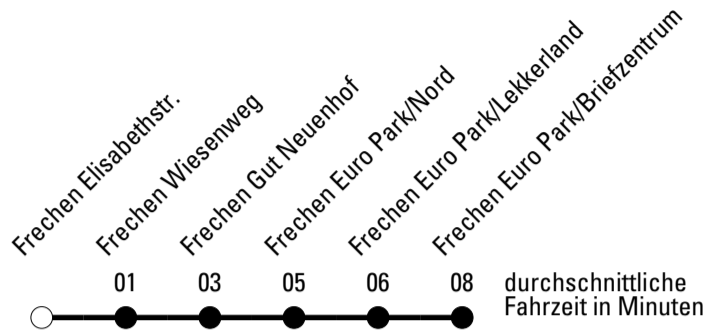 Frechen Elisabethstr.
Frechen Wiesenweg
Frechen Gut Neuenhof
Frechen Euro Park/Nord
Frechen Euro Park/Lekkerland
Frechen Euro Park/Briefzentrum
01 03 05 06 08
durchschnittliche
Fahrzeit in Minuten